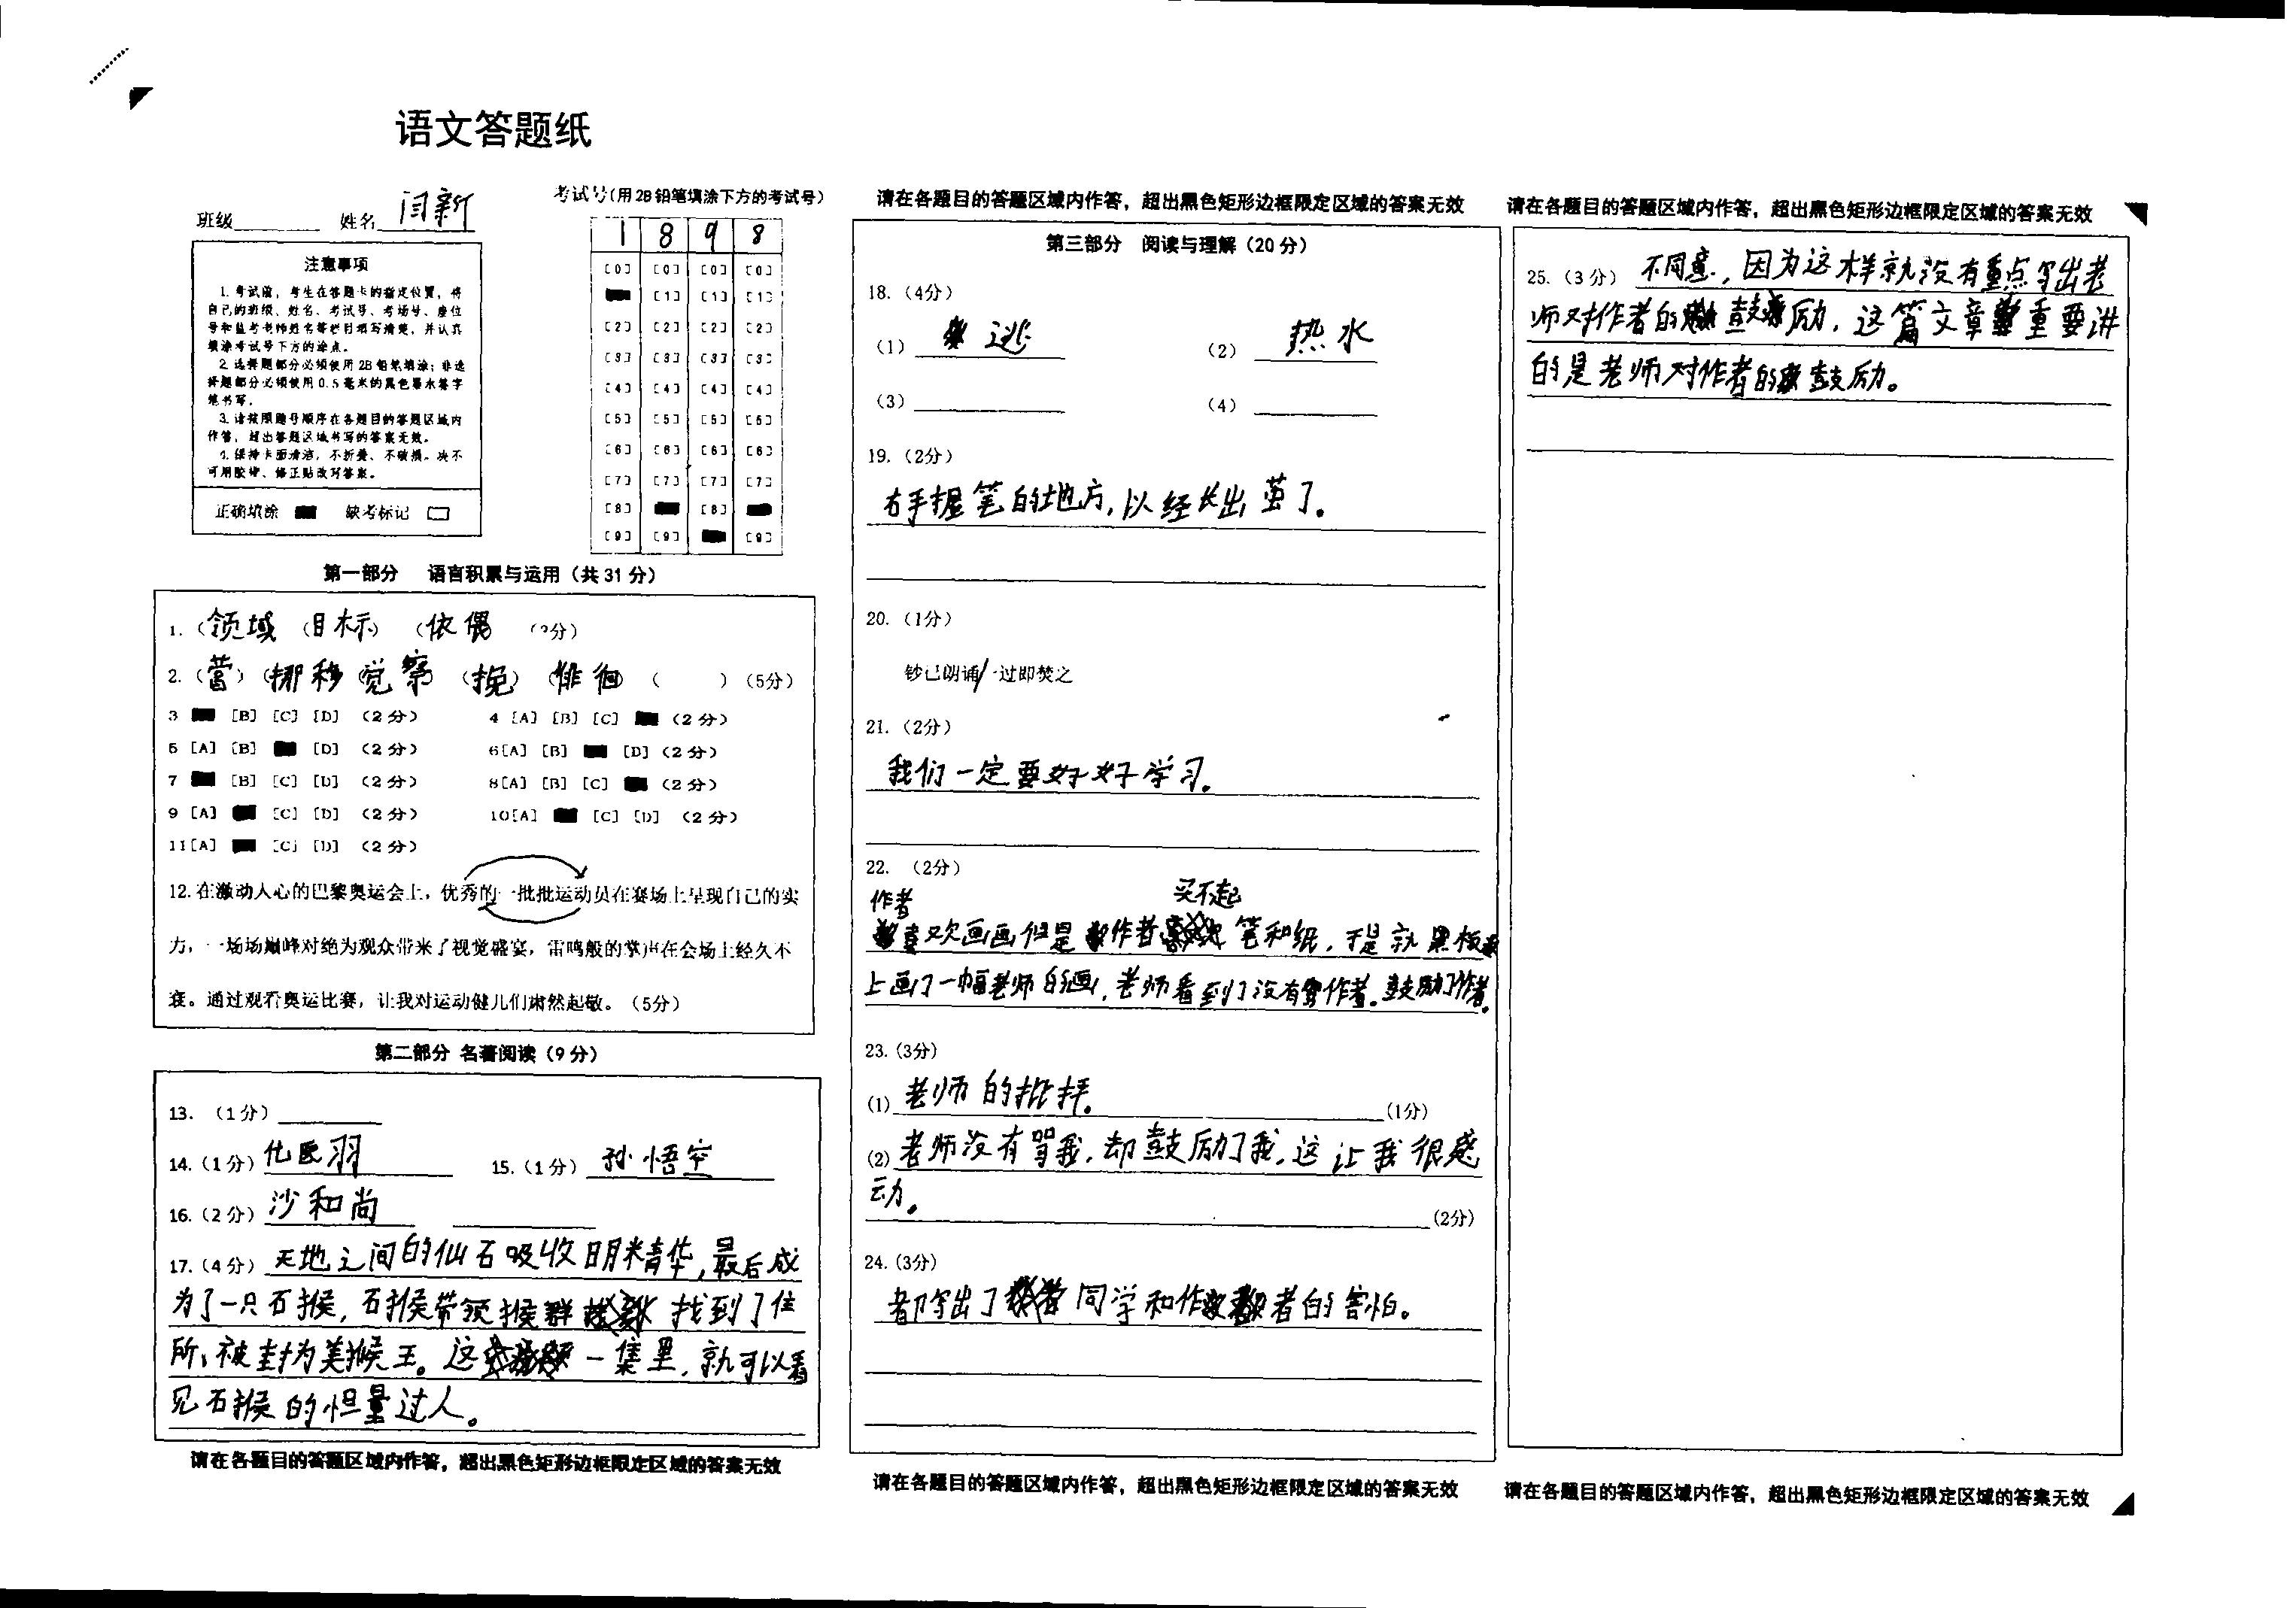 语文答题纸
班级 姓名 闫新
考试号(用2B铅笔填涂下方的考试号)
1 8 9 8
注意事项
1.考试前，考生在答题卡的指定位置，将
自己的班级、姓名、考试号、考场号、座位
号和监考老师姓名等栏目填写清楚，并认真
填涂考试号下方的涂点。
2.选择题部分必须使用2B铅笔填涂；非选
择题部分必须使用0.5毫米的黑色墨水签字
笔书写。
3.请按照题号顺序在各题目的答题区域内
作答，超出答题区域书写的答案无效。
4.保持卡面清洁，不折叠、不破损。决不
可用胶带、修正贴改写答案。
正确填涂 缺考标记
[0] [0] [0] [0]
[1] [1] [1]
[2] [2] [2] [2]
[3] [3] [3] [3]
[4] [4] [4] [4]
[5] [5] [5] [5]
[6] [6] [6] [6]
[7] [7] [7] [7]
[8] [8]
[9] [9] [9]
第一部分 语言积累与运用（共31分）
1.（领域（目标）（依偶
2.（营）（挪移 觉察（挽）（徘徊（ ）（5分）
3 [B] [C] [D] （2分） 4 [A] [B] [C] （2分）
5 [A] [B] [D] （2分） 6[A] [B] [D]（2分）
7 [B] [C] [D] （2分） 8[A] [B] [C] （2分）
9 [A] [C] [D] （2分） 10[A] [C] [D] （2分）
11[A] [C] [D] （2分）
12.在激动人心的巴黎奥运会上，优秀的一批批运动员在赛场上呈现自己的实
力，一场场巅峰对绝为观众带来了视觉盛宴，雷鸣般的掌声在会场上经久不
衰。通过观看奥运比赛，让我对运动健儿们肃然起敬。（5分）
第二部分 名著阅读（9分）
13.（1分）
14.（1分） 羽 15.（1分）孙悟空
16.（2分）沙和尚
17.（4分）天地之间的仙石吸收日月精华,最后成
为了一只石猴,石猴带领猴群 找到了住
所,被封为美猴王。这 一集里,就可以看
见石猴的胆量过人。
请在各题目的答题区域内作答，超出黑色矩形边框限定区域的答案无效
请在各题目的答题区域内作答，超出黑色矩形边框限定区域的答案无效
第三部分 阅读与理解（20分）
18.（4分）
（1） 逃 （2）热水
（3） （4）
19.（2分）
右手握笔的地方,以经长出茧了。
20.（1分）
钞已朗诵/一过即焚之
21.（2分）
我们一定要好好学习。
22.（2分）
作者 买不起
喜欢画画但是 作者 笔和纸,于是就黑板
上画了一幅老师的画,老师看到了没有 作者。鼓励了作者。
23.(3分)
(1) 老师的批拝。 (1分)
(2) 老师没有骂我,却鼓励了我,这让我很感
动。 (2分)
24.(3分)
都写出了 同学和作 者的害怕。
请在各题目的答题区域内作答，超出黑色矩形边框限定区域的答案无效
请在各题目的答题区域内作答，超出黑色矩形边框限定区域的答案无效
25.（3分）不同意,因为这样就没有重点写出老
师对作者的 鼓励,这篇文章 重要讲
的是老师对作者的 鼓励。
请在各题目的答题区域内作答，超出黑色矩形边框限定区域的答案无效